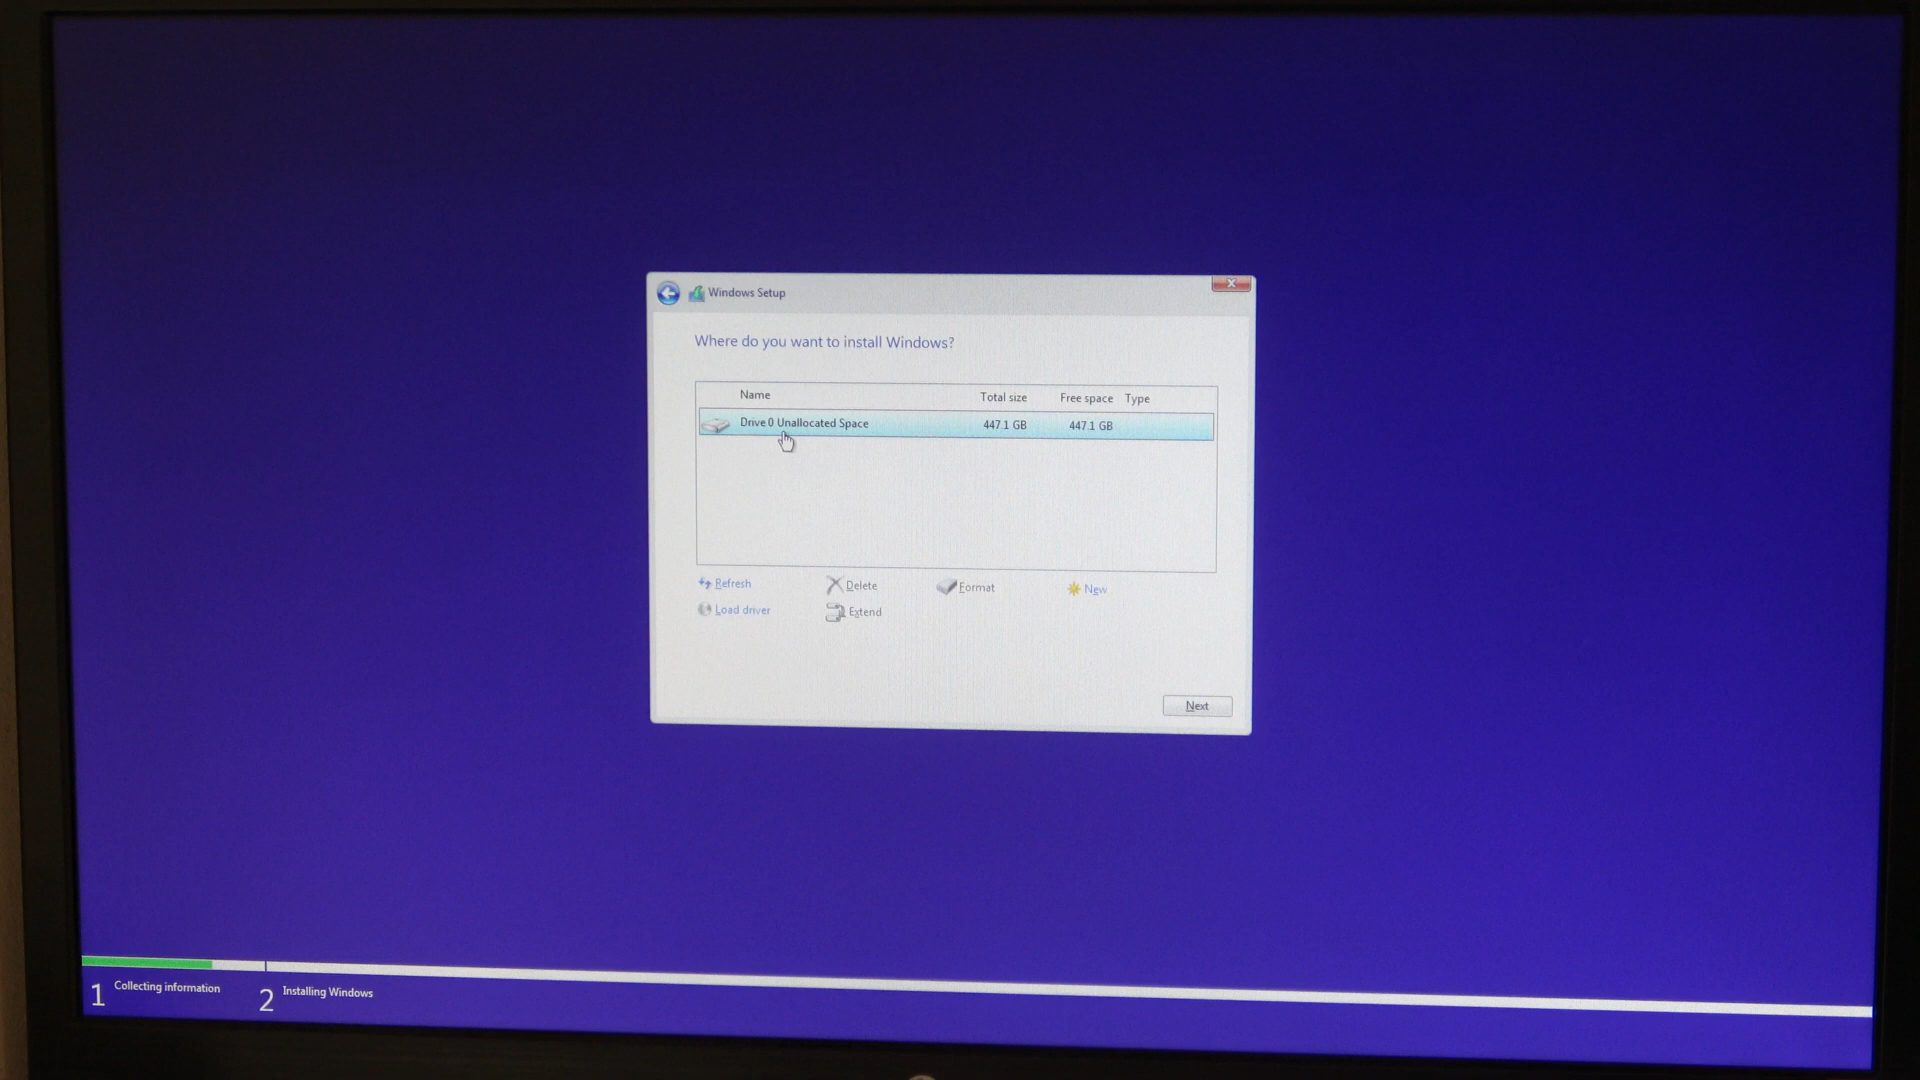 Windows Setup
Where do you want to install Windows?
Name Total size Free space Type
Drive 0 Unallocated Space 447.1 GB 447.1 GB
Refresh Delete Format New
Load driver Extend
Next
1 Collecting information 2 Installing Windows